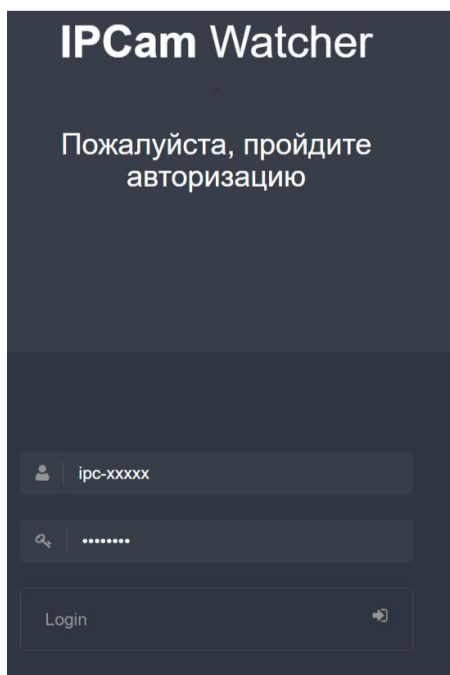 IPCam Watcher
Пожалуйста, пройдите
авторизацию
ipc-xxxxx
••••••••
Login